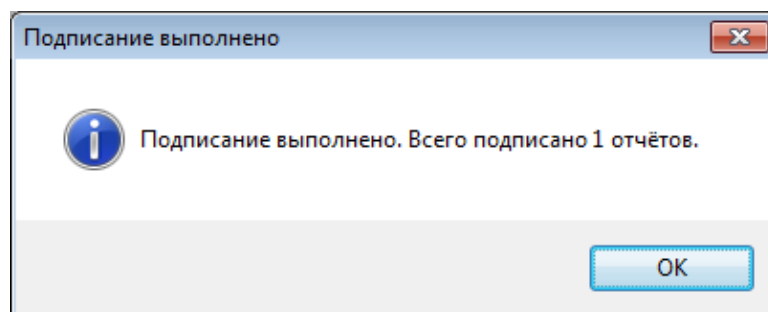 Подписание выполнено
Подписание выполнено. Всего подписано 1 отчётов.
OK